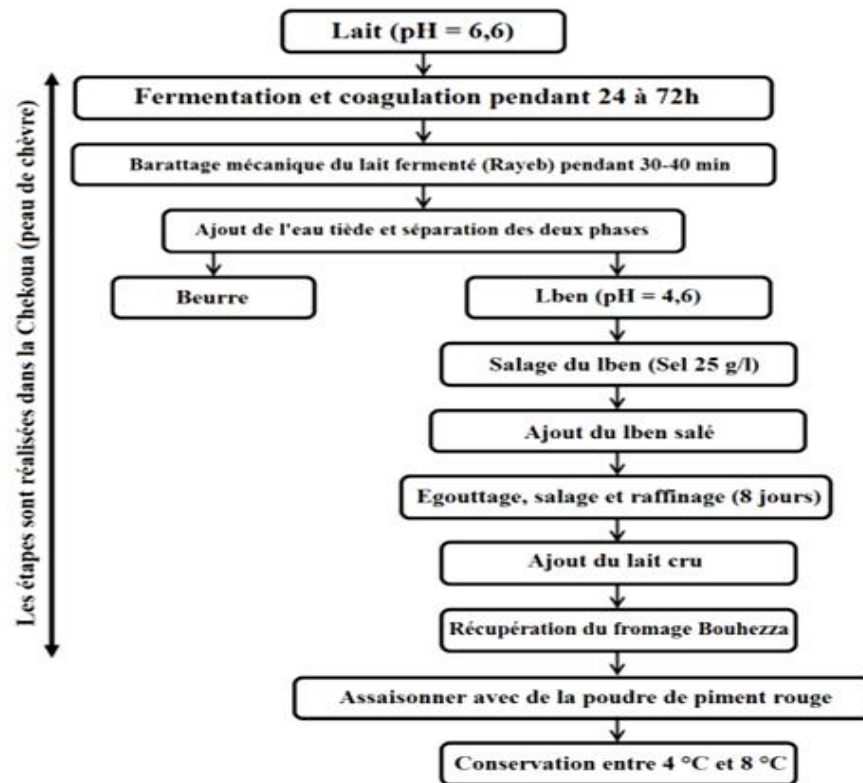 Lait (pH = 6,6)
Fermentation et coagulation pendant 24 à 72h
Barattage mécanique du lait fermenté (Rayeb) pendant 30-40 min
Ajout de l'eau tiède et séparation des deux phases
Beurre
Lben (pH = 4,6)
Salage du lben (Sel 25 g/l)
Ajout du lben salé
Egouttage, salage et raffinage (8 jours)
Ajout du lait cru
Récupération du fromage Bouhezza
Assaisonner avec de la poudre de piment rouge
Conservation entre 4 °C et 8 °C
Les étapes sont réalisées dans la Chekoua (peau de chèvre)